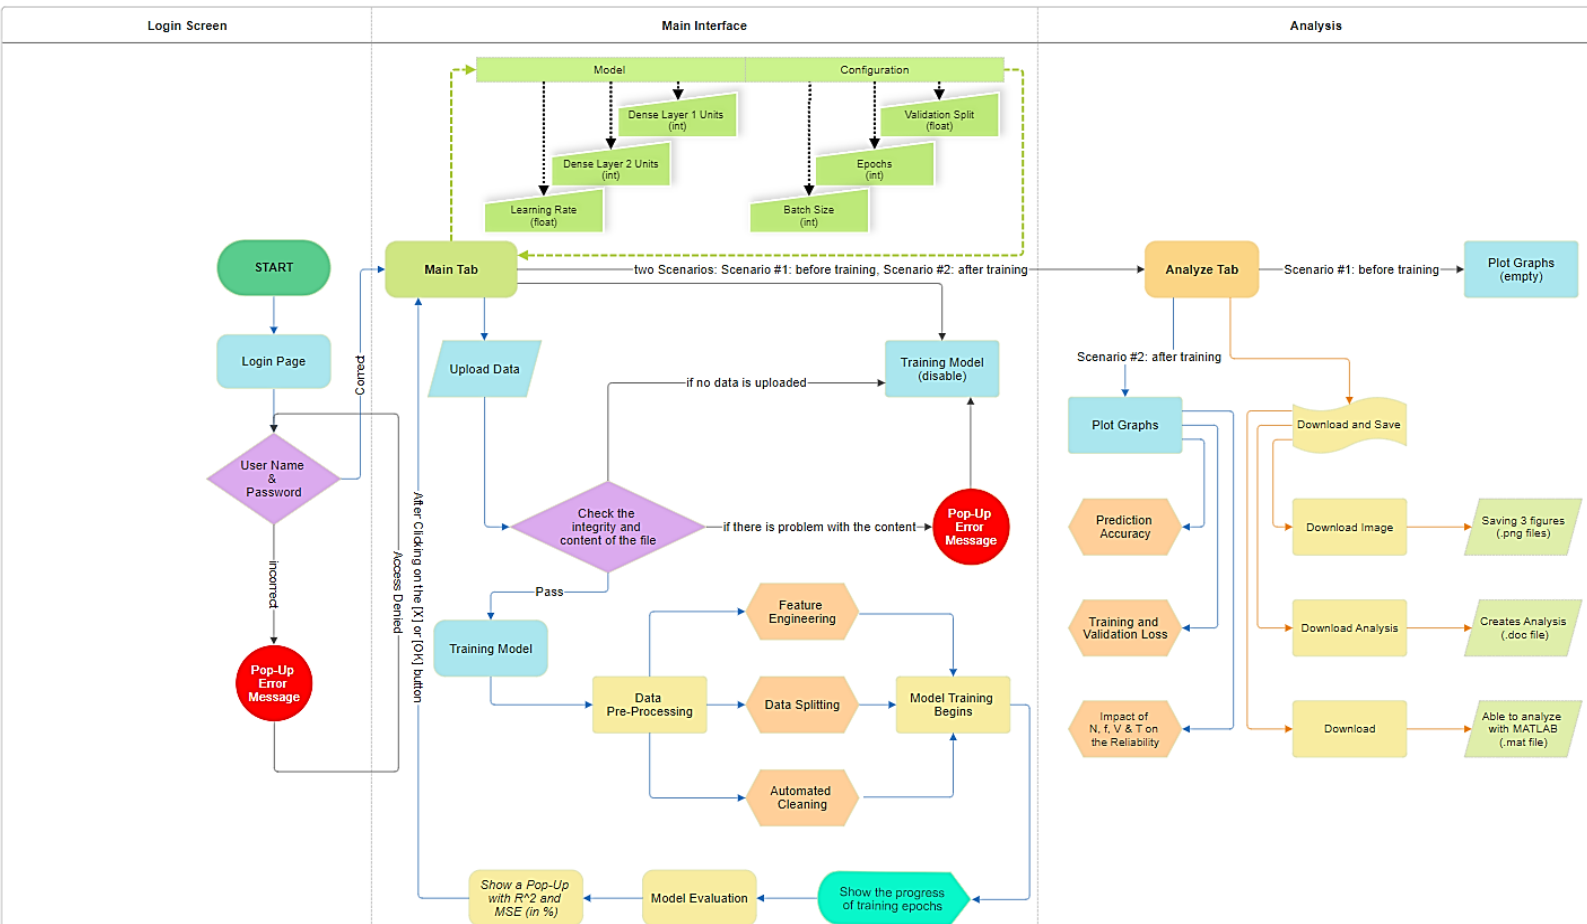 Login Screen
Main Interface
Analysis
Model
Configuration
Dense Layer 1 Units
(int)
Validation Split
(float)
Dense Layer 2 Units
(int)
Epochs
(int)
Learning Rate
(float)
Batch Size
(int)
START
Main Tab
two Scenarios: Scenario #1: before training, Scenario #2: after training
Analyze Tab
Scenario #1: before training
Plot Graphs
(empty)
Login Page
Correct
Upload Data
Training Model
(disable)
Scenario #2: after training
if no data is uploaded
Plot Graphs
Download and Save
User Name
&
Password
After Clicking on the [X] or [OK] button
Check the
integrity and
content of the file
if there is problem with the content
Pop-Up
Error
Message
Prediction
Accuracy
Download Image
Saving 3 figures
(.png files)
incorrect
Access Denied
Pass
Feature
Engineering
Training and
Validation Loss
Download Analysis
Creates Analysis
(.doc file)
Training Model
Pop-Up
Error
Message
Data
Pre-Processing
Data Splitting
Model Training
Begins
Impact of
N, f, V & T on
the Reliability
Download
Able to analyze
with MATLAB
(.mat file)
Automated
Cleaning
Show a Pop-Up
with R^2 and
MSE (in %)
Model Evaluation
Show the progress
of training epochs